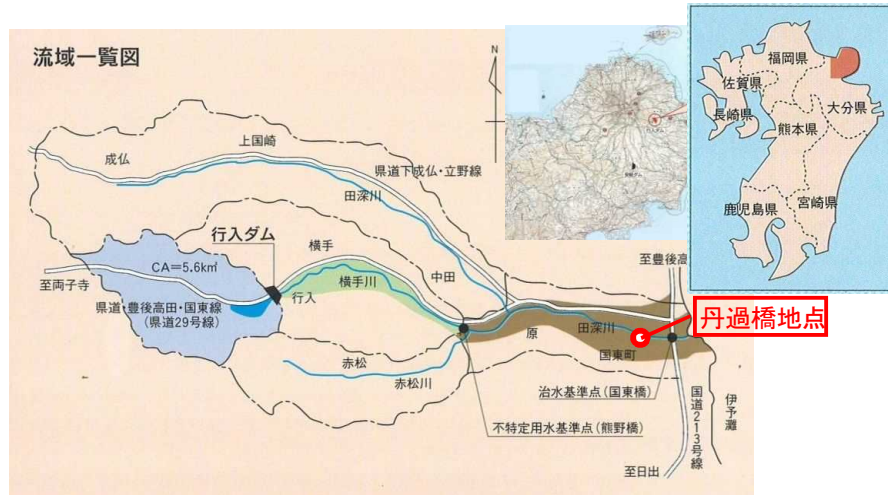 流域一覧図
N
福岡県
佐賀県
長崎県
大分県
熊本県
宮崎県
鹿児島県
成仏
上国崎
県道下成仏・立野線
田深川
行入ダム
横手
CA=5.6k㎡
至両子寺
県道・豊後高田・国東線
(県道29号線)
行入
横手川
中田
至豊後高
丹過橋地点
原
田深川
国東町
赤松
赤松川
治水基準点(国東橋)
不特定用水基準点(熊野橋)
国道213号線
伊予灘
至日出